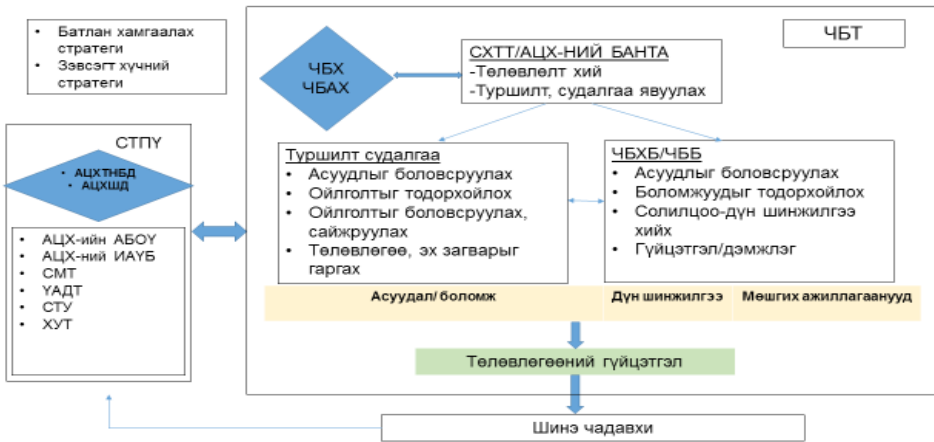 • Батлан хамгаалах
стратеги
• Зэвсэгт хүчний
стратеги
ЧБТ
СХТТ/АЦХ-НИЙ БАНТА
-Төлөвлөлт хий
-Туршилт, судалгаа явуулах
ЧБХ
ЧБАХ
СТПҮ
• АЦХТНБД
• АЦХШД
• АЦХ-ийн АБОҮ
• АЦХ-ний ИАҮБ
• СМТ
• ҮАДТ
• СТУ
• ХУТ
Туршилт судалгаа
• Асуудлыг боловсруулах
• Ойлголтыг тодорхойлох
• Ойлголтыг боловсруулах,
сайжруулах
• Төлөвлөгөө, эх загварыг
гаргах
ЧБХБ/ЧББ
• Асуудлыг боловсруулах
• Боломжуудыг тодорхойлох
• Солилцоо-дүн шинжилгээ
хийх
• Гүйцэтгэл/дэмжлэг
Асуудал/ боломж
Дүн шинжилгээ
Мөшгих ажиллагаанууд
Төлөвлөгөөний гүйцэтгэл
Шинэ чадавхи